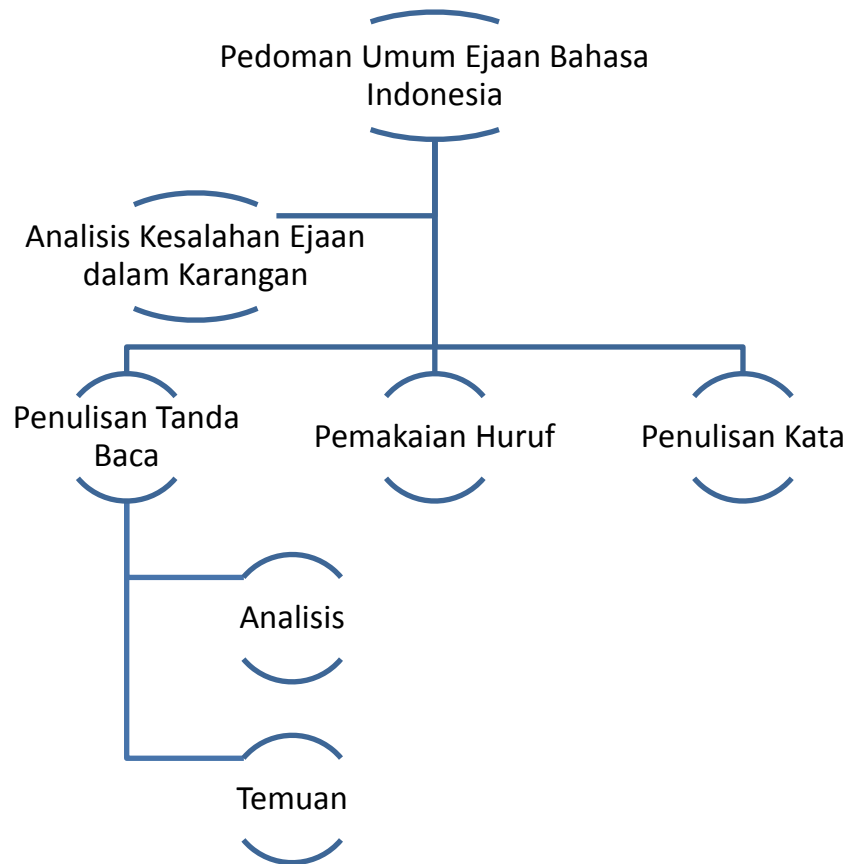 Pedoman Umum Ejaan Bahasa
Indonesia
Analisis Kesalahan Ejaan
dalam Karangan
Penulisan Tanda
Baca
Pemakaian Huruf
Penulisan Kata
Analisis
Temuan